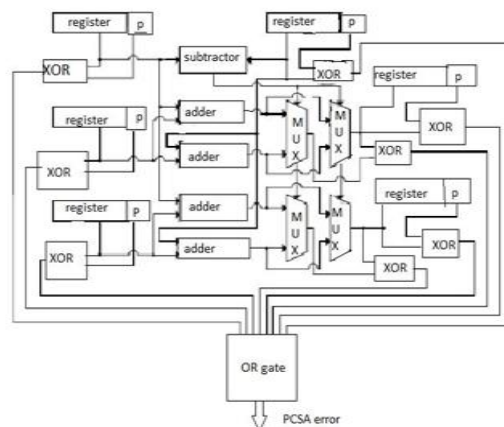 register p
register p
XOR
subtractor
XOR
register p
register p
adder
M U X
M U X
XOR
XOR
adder
XOR
register p
adder
register p
M U X
M U X
XOR
adder
XOR
XOR
OR gate
PCSA error